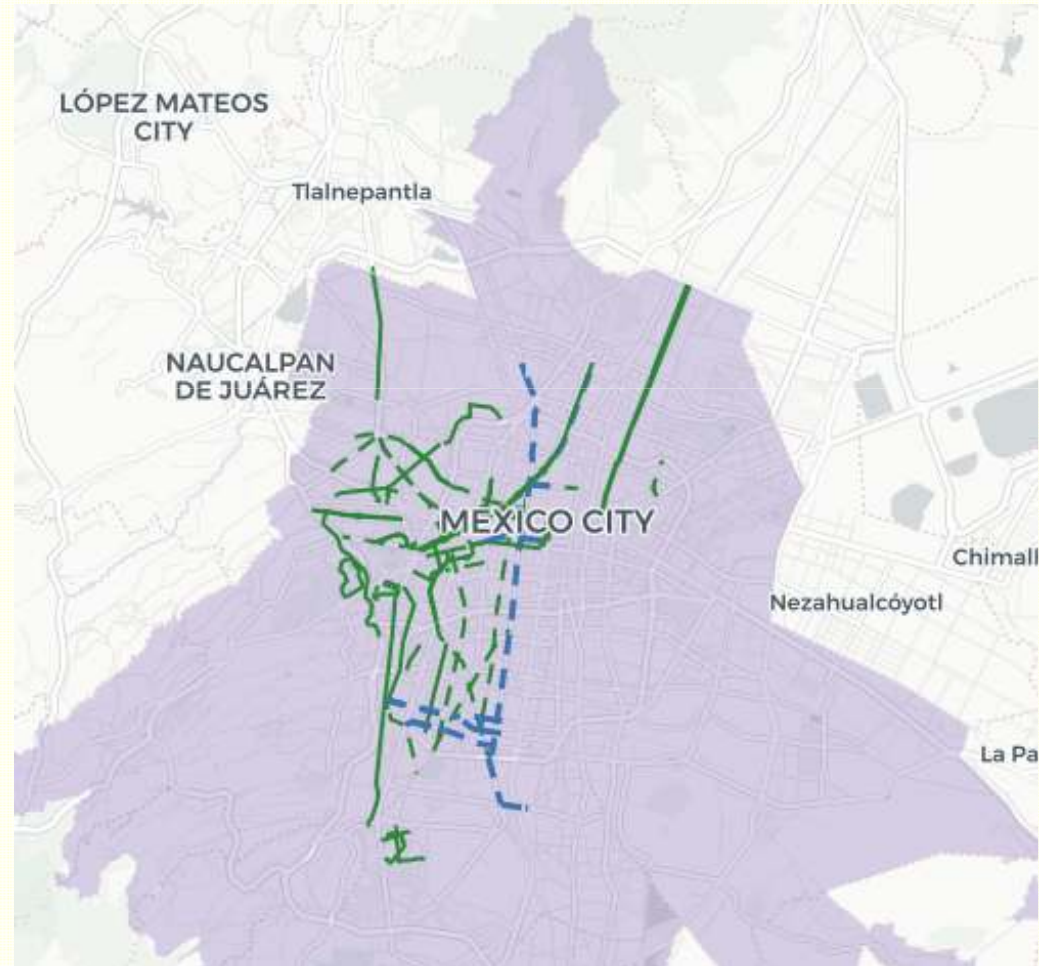 LÓPEZ MATEOS
CITY
Tlalnepantla
NAUCALPAN
DE JUÁREZ
MEXICO CITY
Chimall
Nezahualcóyotl
La Pa